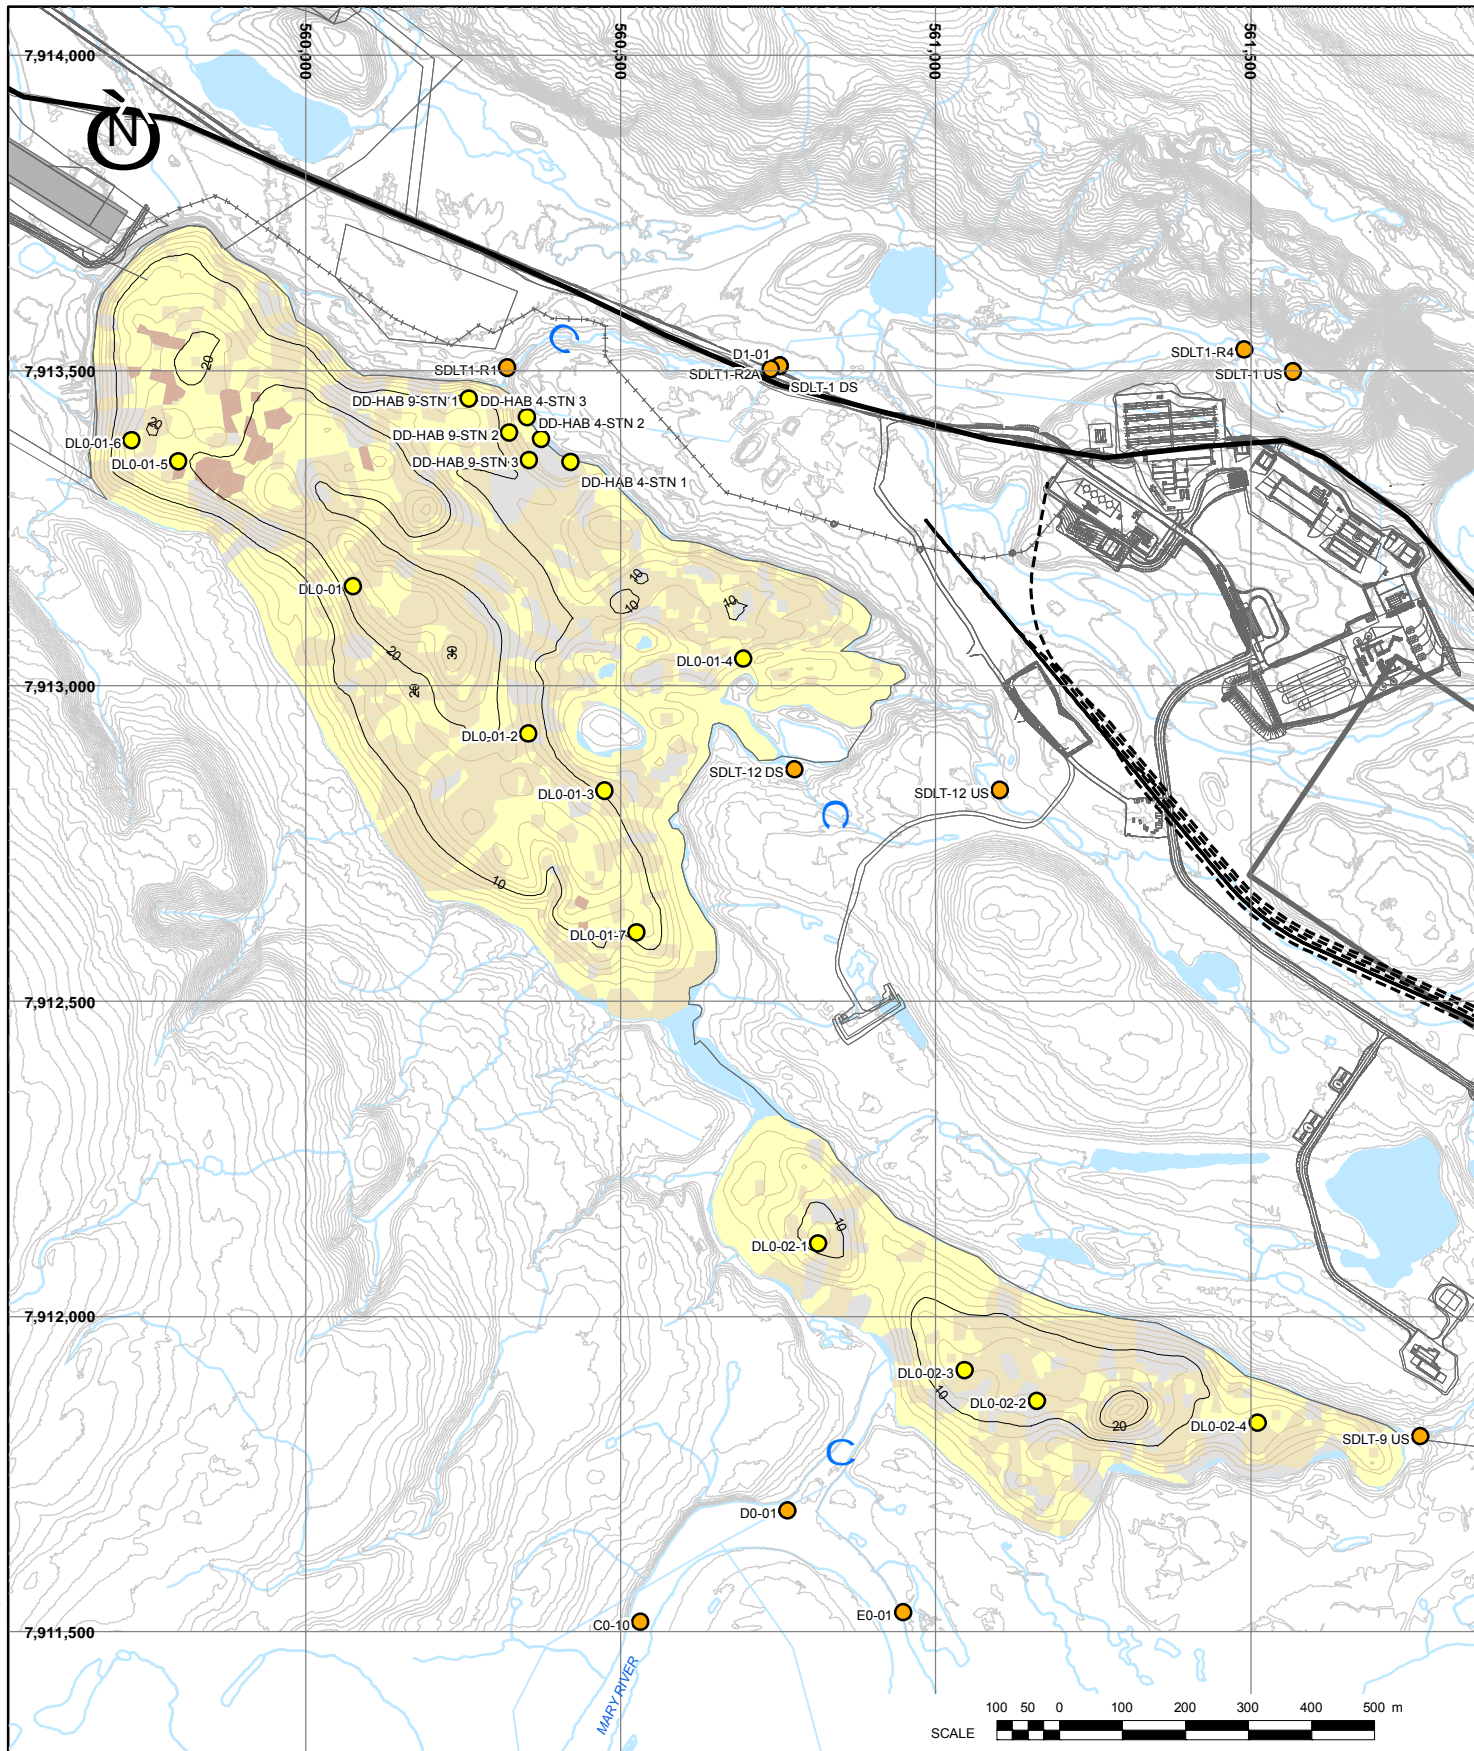 560,000
560,500
561,000
561,500
7,914,000
N
D1-01
SDLT1-R4
SDLT1-R1
SDLT1-R2A
SDLT-1 US
7,913,500
SDLT-1 DS
20
DD-HAB 9-STN 1
DD-HAB 4-STN 3
DD-HAB 4-STN 2
20
DL0-01-6
DD-HAB 9-STN 2
DL0-01-5
DD-HAB 9-STN 3
DD-HAB 4-STN 1
10
DL0-01
10
10
20
30
DL0-01-4
7,913,000
20
DL0-01-2
SDLT-12 DS
DL0-01-3
SDLT-12 US
10
DL0-01-7
7,912,500
10
DL0-02-1
7,912,000
DL0-02-3
10
DL0-02-2
20
DL0-02-4
SDLT-9 US
D0-01
E0-01
C0-10
7,911,500
MARY RIVER
100 50 0 100 200 300 400 500 m
SCALE